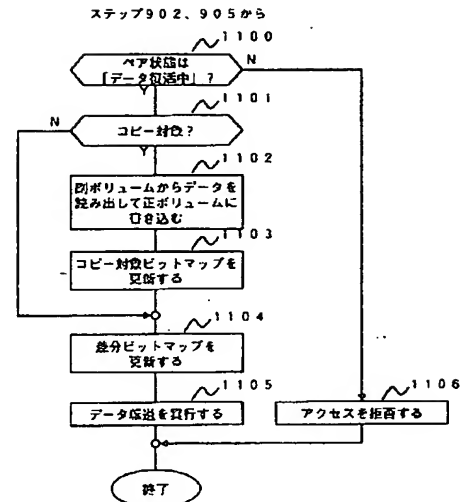 ステップ902、905から
1100
ペア状態は
「データ復活中」?
N
Y
1101
コピー対象?
N
Y
1102
副ボリュームからデータを
読み出して正ボリュームに
書き込む
1103
コピー対象ビットマップを
更新する
1104
差分ビットマップを
更新する
1105
データ転送を実行する
1106
アクセスを拒否する
終了